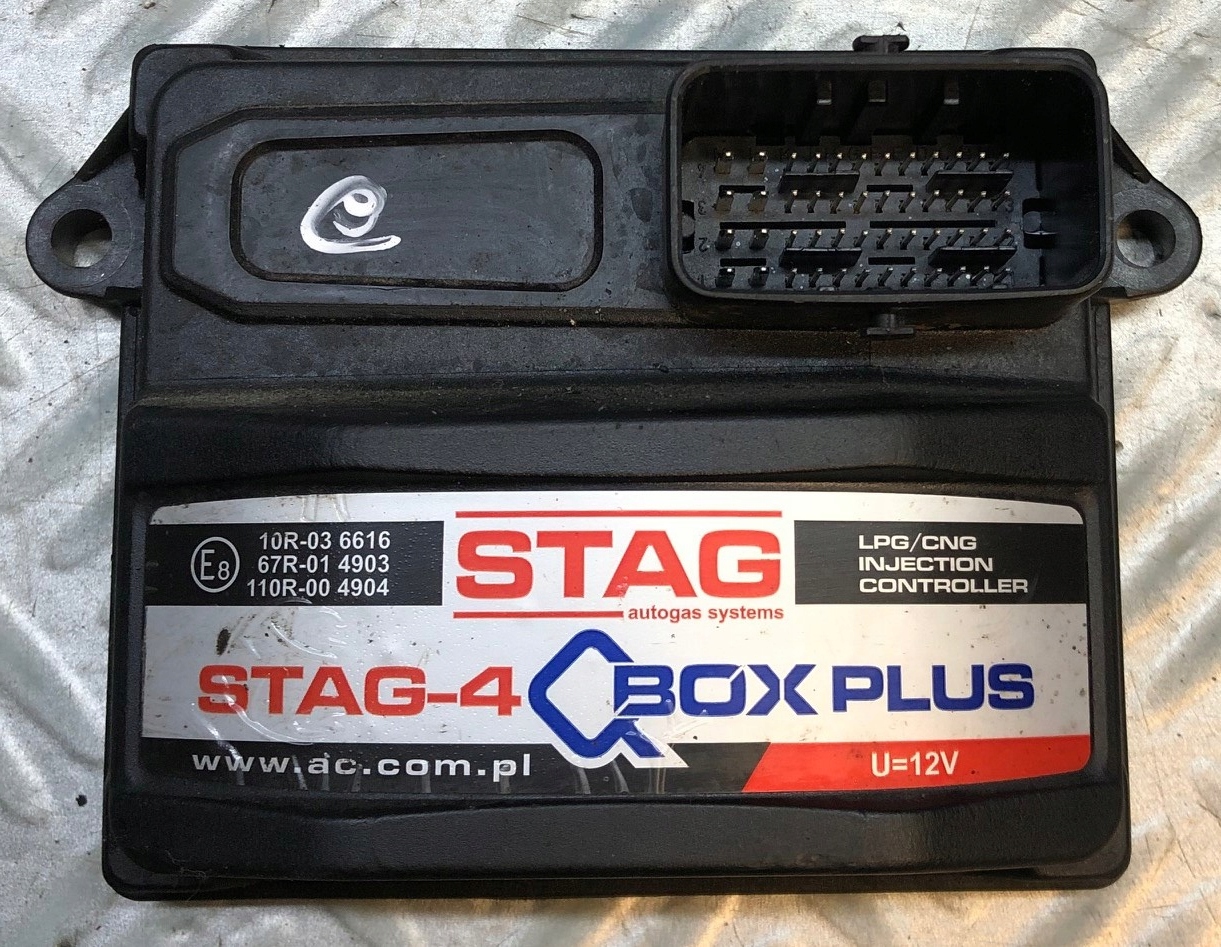 E8
10R-03 6616
67R-01 4903
110R-00 4904
STAG
autogas systems
LPG/CNG
INJECTION
CONTROLLER
STAG-4 QBOX PLUS
www.ac.com.pl
U=12V